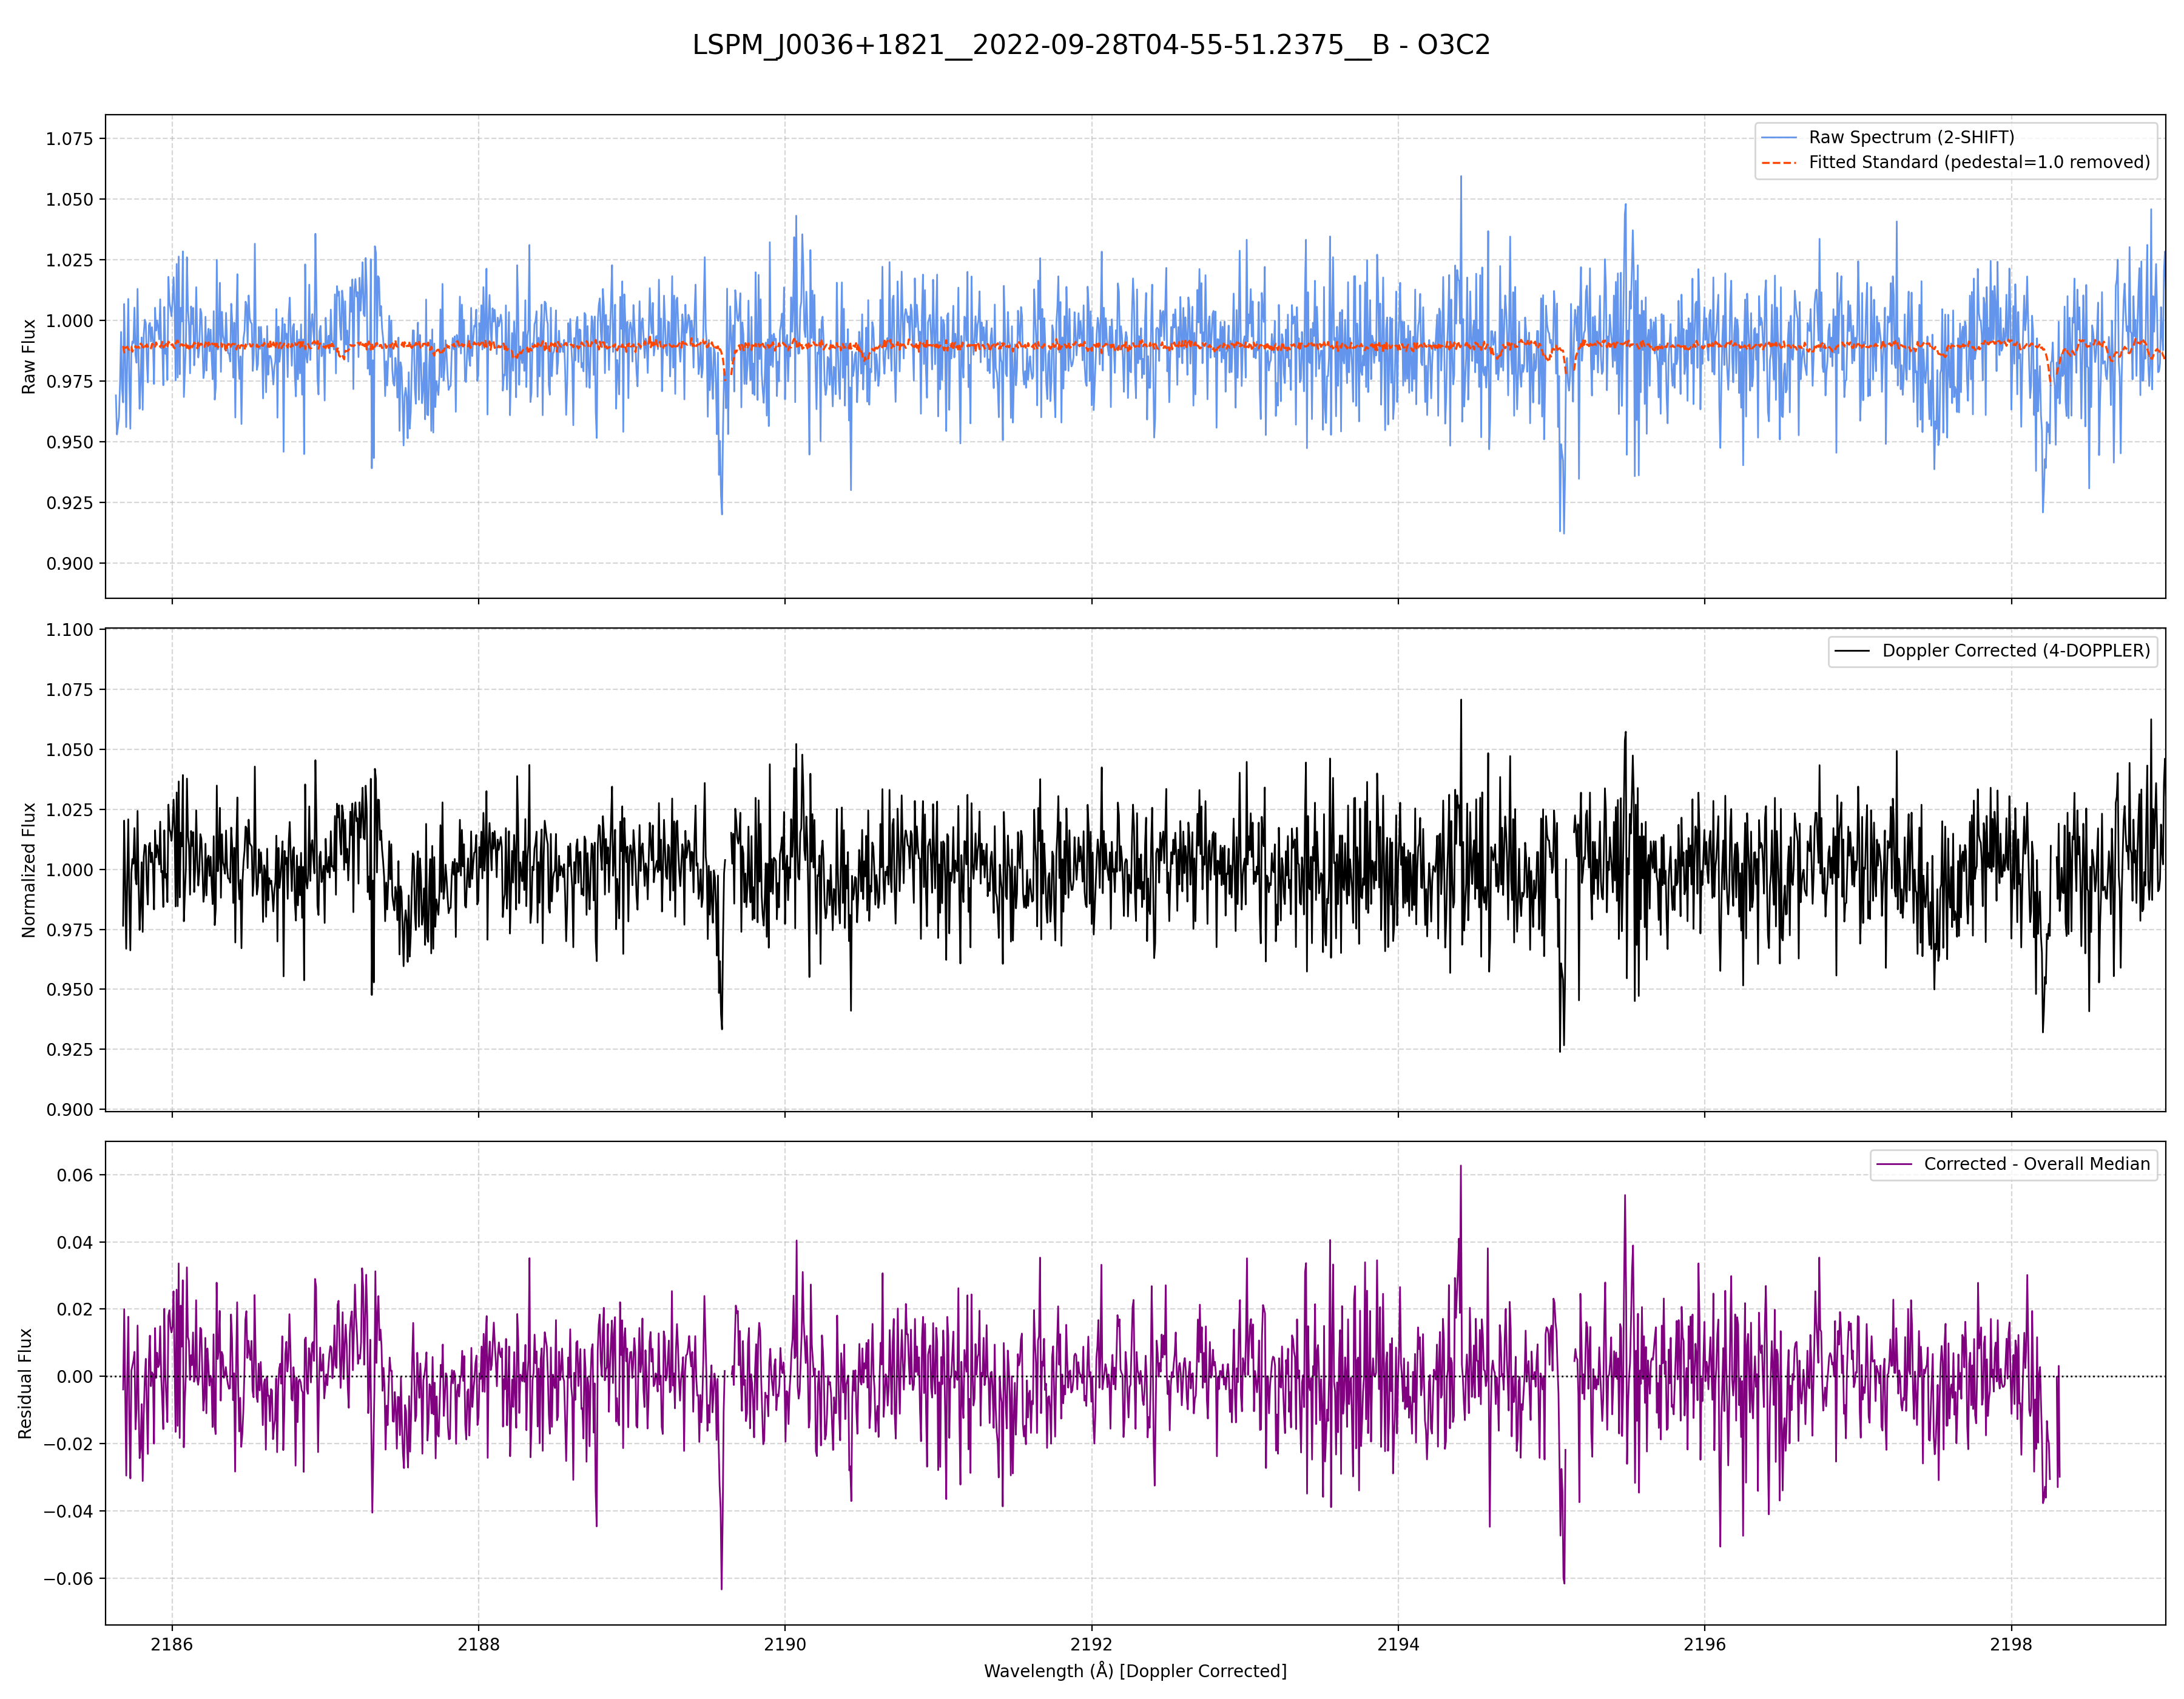 LSPM_J0036+1821__2022-09-28T04-55-51.2375__B - O3C2
Raw Flux
1.075
1.050
1.025
1.000
0.975
0.950
0.925
0.900
Raw Spectrum (2-SHIFT)
Fitted Standard (pedestal=1.0 removed)
Normalized Flux
1.100
1.075
1.050
1.025
1.000
0.975
0.950
0.925
0.900
Doppler Corrected (4-DOPPLER)
Residual Flux
0.06
0.04
0.02
0.00
−0.02
−0.04
−0.06
Corrected - Overall Median
2186 2188 2190 2192 2194 2196 2198
Wavelength (Å) [Doppler Corrected]